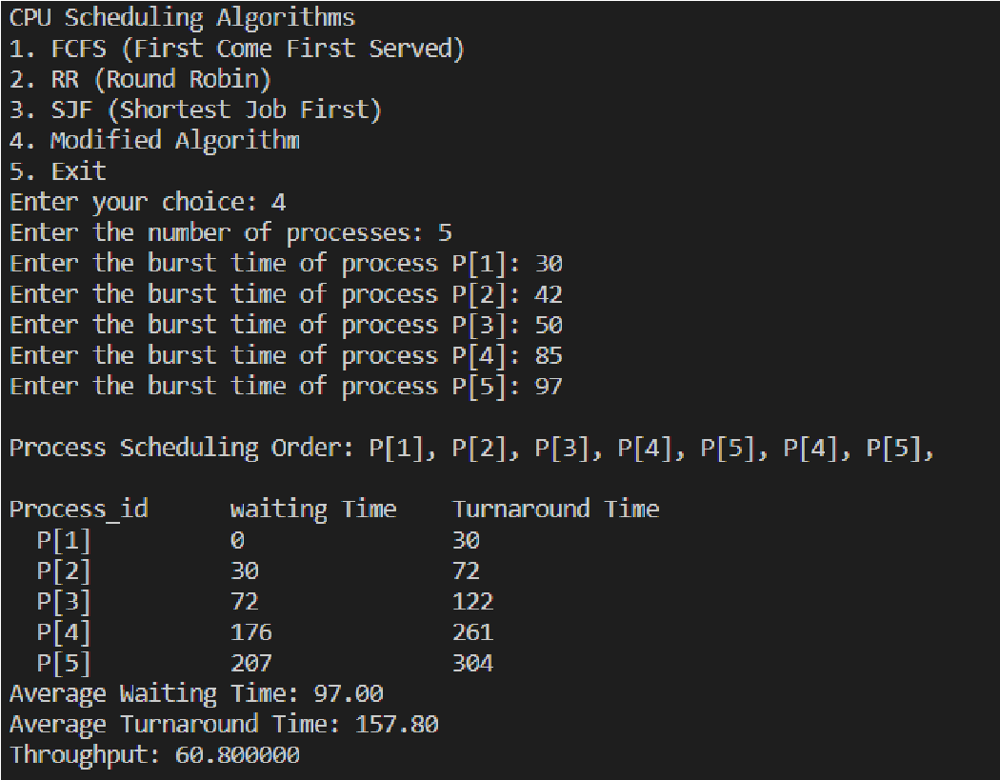 CPU Scheduling Algorithms
1. FCFS (First Come First Served)
2. RR (Round Robin)
3. SJF (Shortest Job First)
4. Modified Algorithm
5. Exit
Enter your choice: 4
Enter the number of processes: 5
Enter the burst time of process P[1]: 30
Enter the burst time of process P[2]: 42
Enter the burst time of process P[3]: 50
Enter the burst time of process P[4]: 85
Enter the burst time of process P[5]: 97
Process Scheduling Order: P[1], P[2], P[3], P[4], P[5], P[4], P[5],
Process_id waiting Time Turnaround Time
P[1] 0 30
P[2] 30 72
P[3] 72 122
P[4] 176 261
P[5] 207 304
Average Waiting Time: 97.00
Average Turnaround Time: 157.80
Throughput: 60.800000